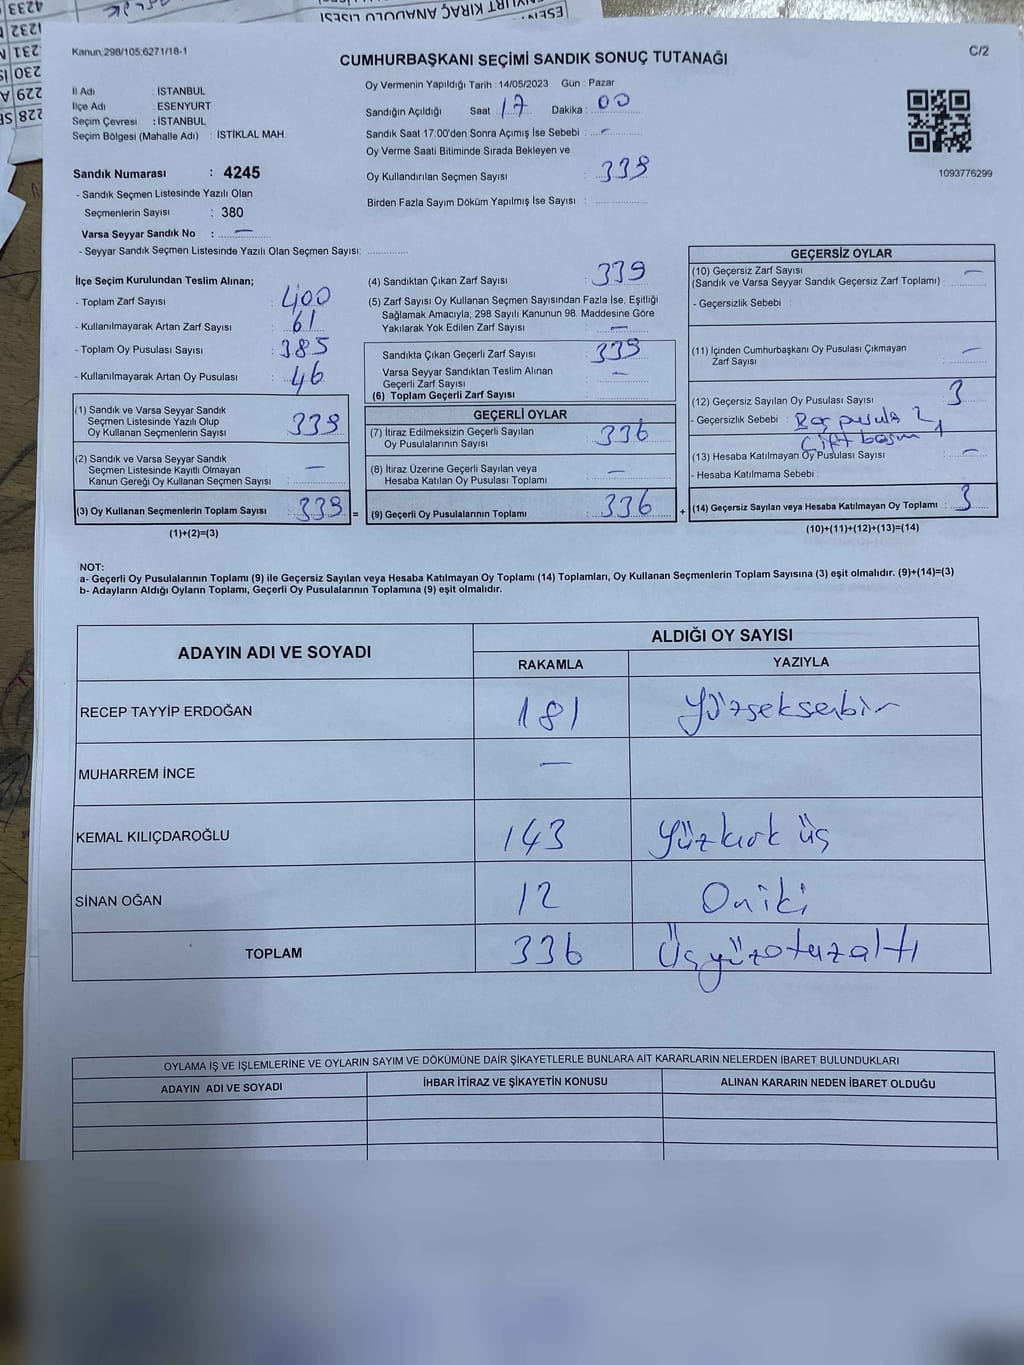 ESENYURT KIRAÇ ANADOLU LİSESİ
Kanun,298/105,6271/18-1
CUMHURBAŞKANI SEÇİMİ SANDIK SONUÇ TUTANAĞI
C/2
İl Adı : İSTANBUL
İlçe Adı : ESENYURT
Seçim Çevresi : İSTANBUL
Seçim Bölgesi (Mahalle Adı) : İSTİKLAL MAH.
Oy Vermenin Yapıldığı Tarih : 14/05/2023 Gün : Pazar
Sandığın Açıldığı Saat : 17 Dakika : 00
Sandık Saat 17:00'den Sonra Açımış İse Sebebi : -
Oy Verme Saati Bitiminde Sırada Bekleyen ve
Oy Kullandırılan Seçmen Sayısı : 339
Birden Fazla Sayım Döküm Yapılmış İse Sayısı :
1093776299
Sandık Numarası : 4245
- Sandık Seçmen Listesinde Yazılı Olan
Seçmenlerin Sayısı : 380
Varsa Seyyar Sandık No : -
- Seyyar Sandık Seçmen Listesinde Yazılı Olan Seçmen Sayısı:
İlçe Seçim Kurulundan Teslim Alınan;
- Toplam Zarf Sayısı : 400
- Kullanılmayarak Artan Zarf Sayısı : 61
- Toplam Oy Pusulası Sayısı : 385
- Kullanılmayarak Artan Oy Pusulası : 46
(1) Sandık ve Varsa Seyyar Sandık
Seçmen Listesinde Yazılı Olup
Oy Kullanan Seçmenlerin Sayısı : 339
(2) Sandık ve Varsa Seyyar Sandık
Seçmen Listesinde Kayıtlı Olmayan
Kanun Gereği Oy Kullanan Seçmen Sayısı : -
(3) Oy Kullanan Seçmenlerin Toplam Sayısı : 339 =
(1)+(2)=(3)
(4) Sandıktan Çıkan Zarf Sayısı : 339
(5) Zarf Sayısı Oy Kullanan Seçmen Sayısından Fazla İse, Eşitliği
Sağlamak Amacıyla; 298 Sayılı Kanunun 98. Maddesine Göre
Yakılarak Yok Edilen Zarf Sayısı : -
Sandıkta Çıkan Geçerli Zarf Sayısı : 339
Varsa Seyyar Sandıktan Teslim Alınan
Geçerli Zarf Sayısı : -
(6) Toplam Geçerli Zarf Sayısı :
GEÇERLİ OYLAR
(7) İtiraz Edilmeksizin Geçerli Sayılan
Oy Pusulalarının Sayısı : 336
(8) İtiraz Üzerine Geçerli Sayılan veya
Hesaba Katılan Oy Pusulası Toplamı : -
(9) Geçerli Oy Pusulalarının Toplamı : 336 +
GEÇERSİZ OYLAR
(10) Geçersiz Zarf Sayısı
(Sandık ve Varsa Seyyar Sandık Geçersiz Zarf Toplamı) : -
- Geçersizlik Sebebi :
(11) İçinden Cumhurbaşkanı Oy Pusulası Çıkmayan
Zarf Sayısı : -
(12) Geçersiz Sayılan Oy Pusulası Sayısı : 3
- Geçersizlik Sebebi : Boş pusula 2
Çift basım 1
(13) Hesaba Katılmayan Oy Pusulası Sayısı : -
- Hesaba Katılmama Sebebi :
(14) Geçersiz Sayılan veya Hesaba Katılmayan Oy Toplamı : 3
(10)+(11)+(12)+(13)=(14)
NOT:
a- Geçerli Oy Pusulalarının Toplamı (9) ile Geçersiz Sayılan veya Hesaba Katılmayan Oy Toplamı (14) Toplamları, Oy Kullanan Seçmenlerin Toplam Sayısına (3) eşit olmalıdır. (9)+(14)=(3)
b- Adayların Aldığı Oyların Toplamı, Geçerli Oy Pusulalarının Toplamına (9) eşit olmalıdır.
ADAYIN ADI VE SOYADI
ALDIĞI OY SAYISI
RAKAMLA YAZIYLA
RECEP TAYYİP ERDOĞAN 181 Yüzseksenbir
MUHARREM İNCE -
KEMAL KILIÇDAROĞLU 143 Yüzkırk üç
SİNAN OĞAN 12 Oniki
TOPLAM 336 Üçyüzotuzaltı
OYLAMA İŞ VE İŞLEMLERİNE VE OYLARIN SAYIM VE DÖKÜMÜNE DAİR ŞİKAYETLERLE BUNLARA AİT KARARLARIN NELERDEN İBARET BULUNDUKLARI
ADAYIN ADI VE SOYADI İHBAR İTİRAZ VE ŞİKAYETİN KONUSU ALINAN KARARIN NEDEN İBARET OLDUĞU